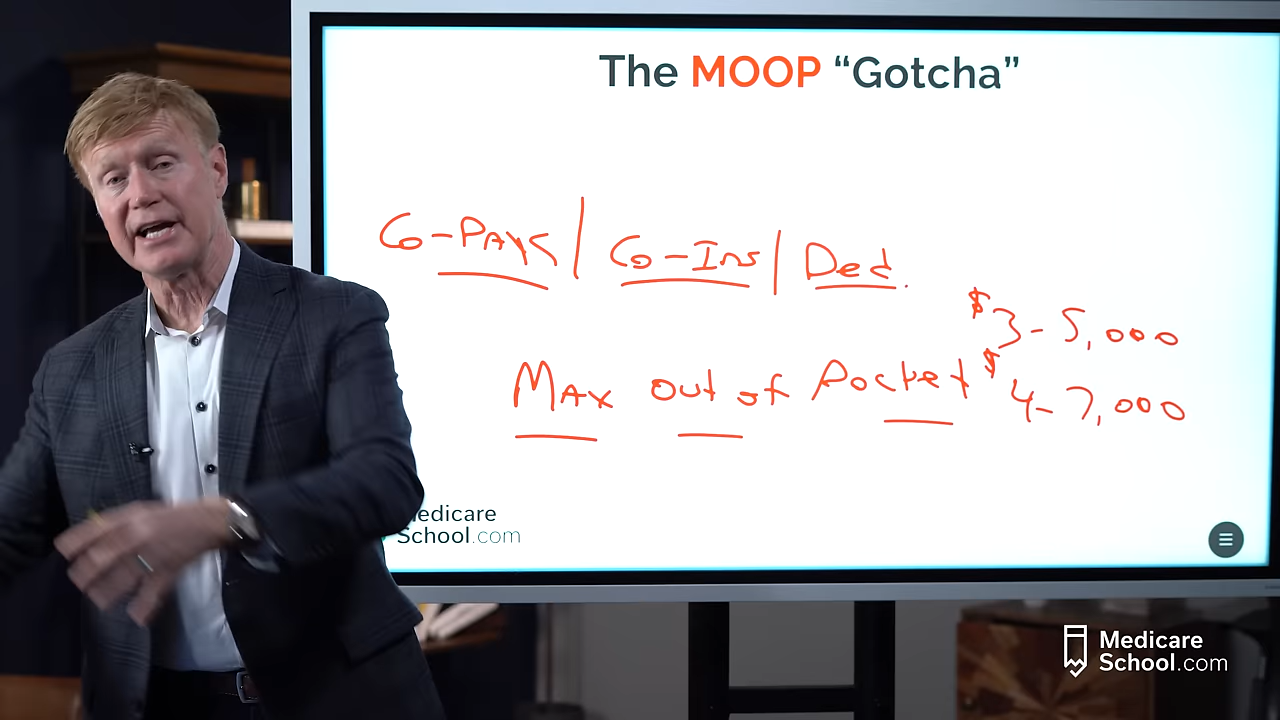 The MOOP “Gotcha”
Co-Pays / Co-Ins / Ded.
$3-5,000
Max out of Pocket $4-7,000
edicare
School.com
Medicare
School.com